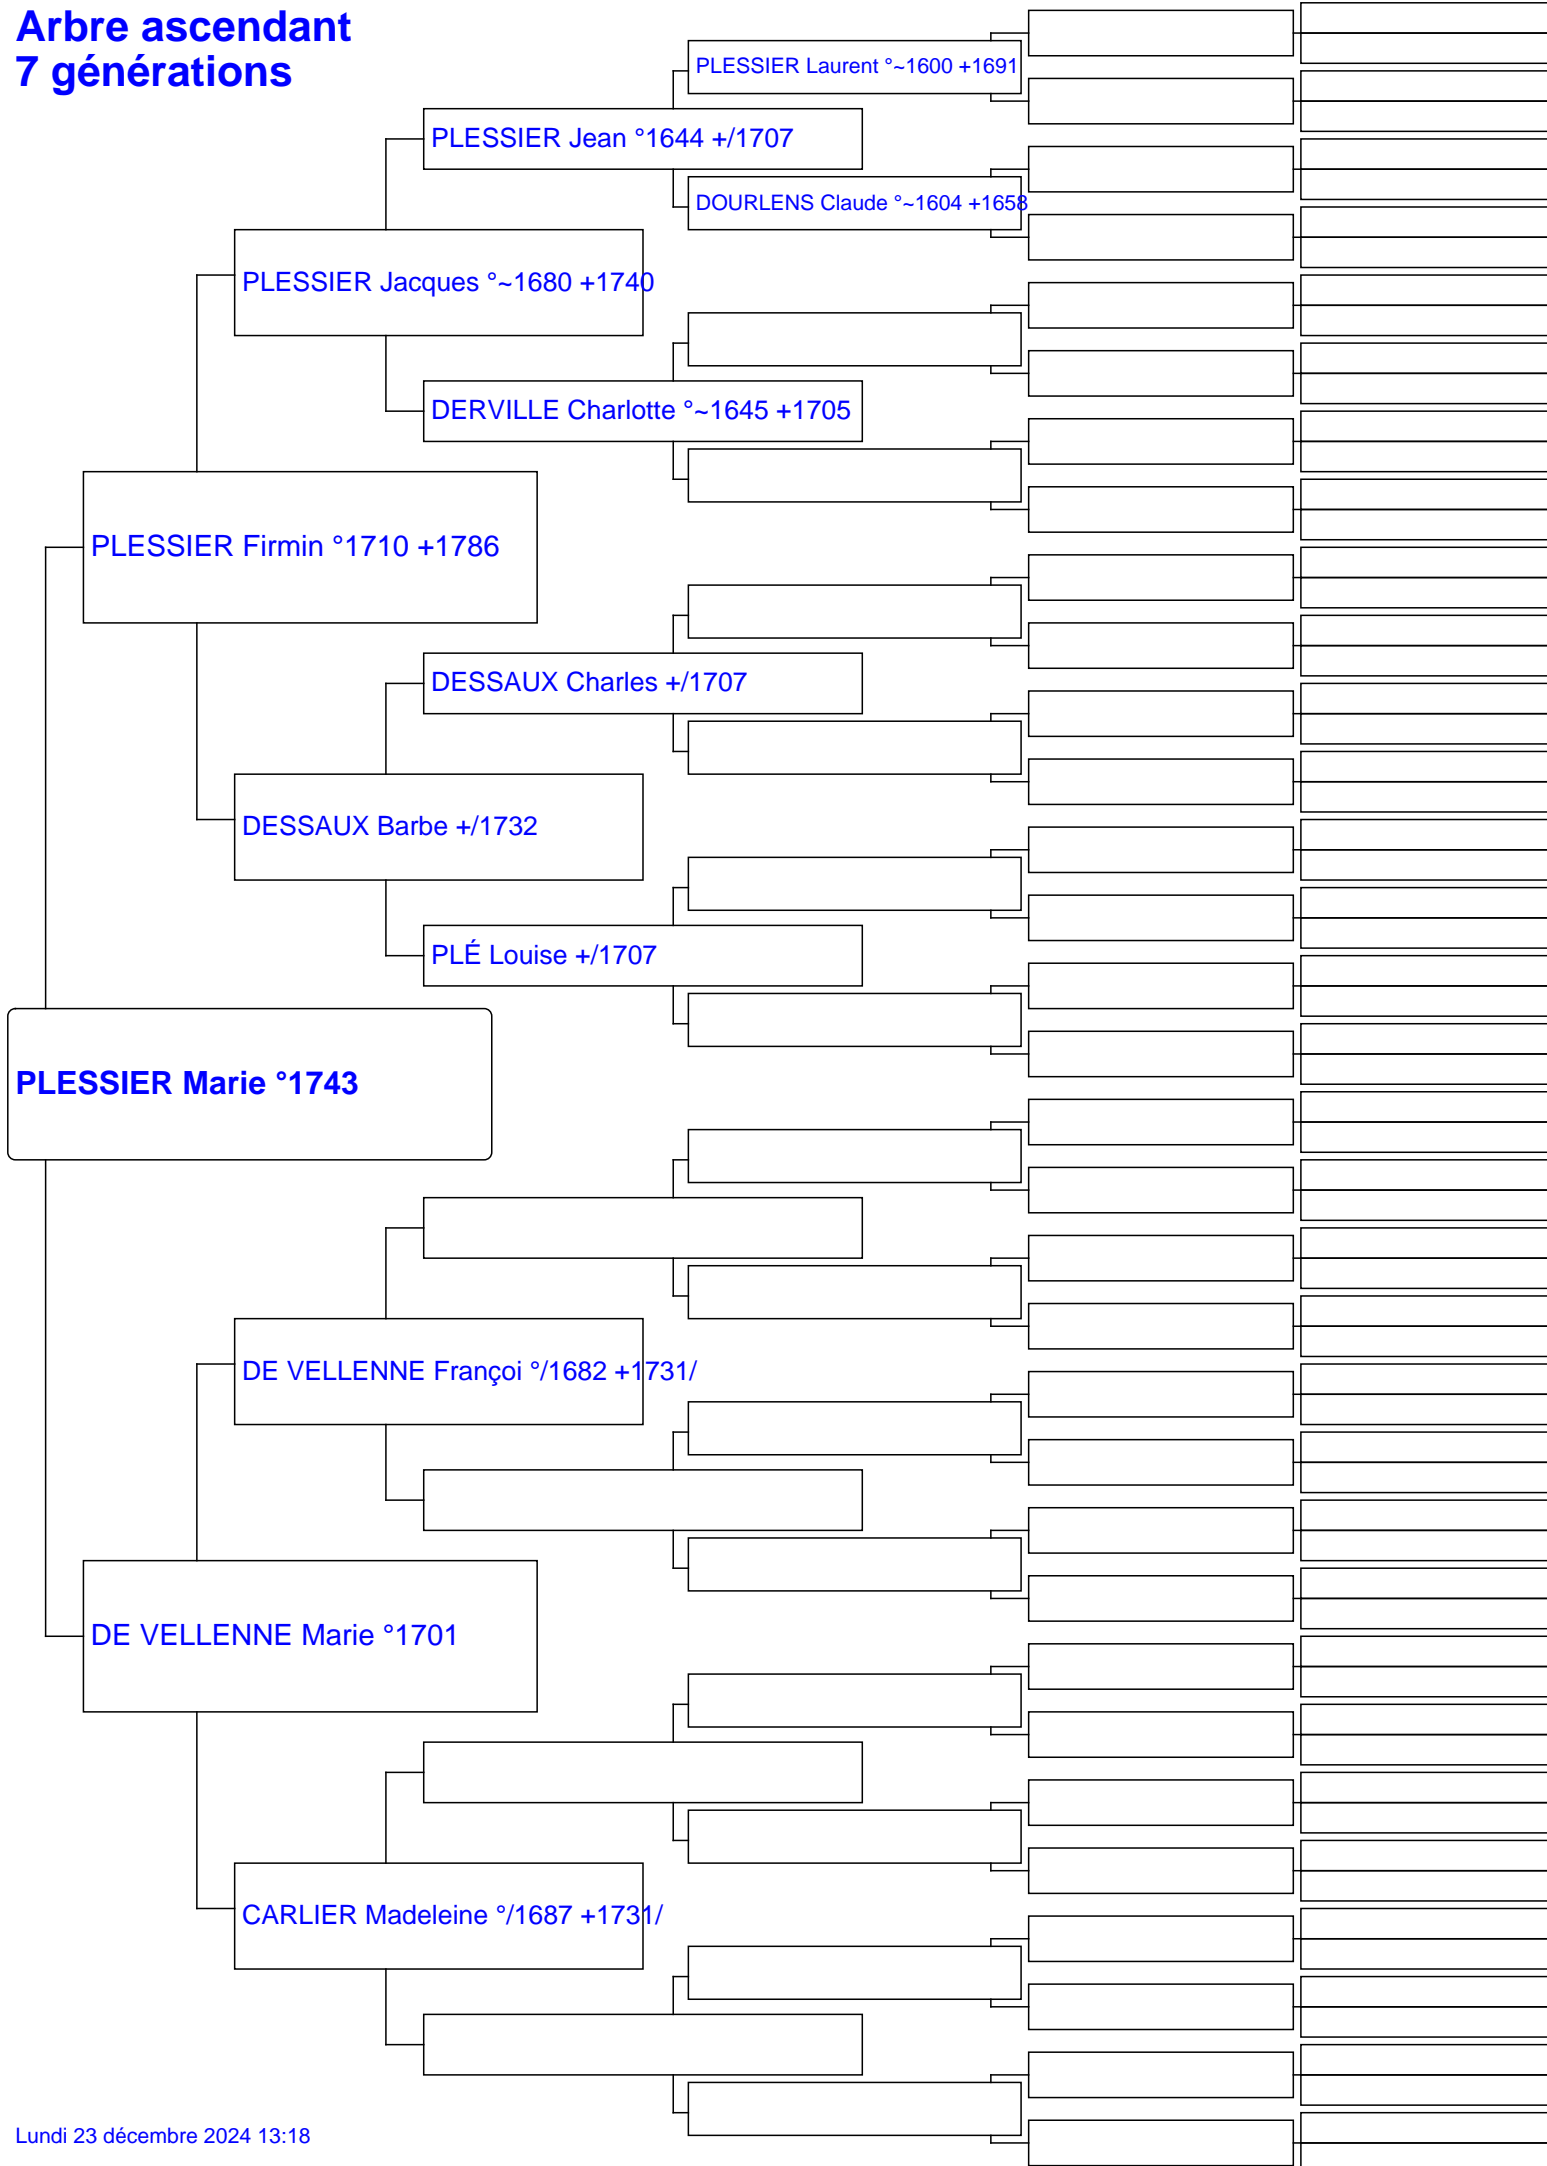 Arbre ascendant
7 générations
PLESSIER Laurent °~1600 +1691
PLESSIER Jean °1644 +/1707
DOURLENS Claude °~1604 +1658
PLESSIER Jacques °~1680 +1740
DERVILLE Charlotte °~1645 +1705
PLESSIER Firmin °1710 +1786
DESSAUX Charles +/1707
DESSAUX Barbe +/1732
PLÉ Louise +/1707
PLESSIER Marie °1743
DE VELLENNE Françoi °/1682 +1731/
DE VELLENNE Marie °1701
CARLIER Madeleine °/1687 +1731/
Lundi 23 décembre 2024 13:18